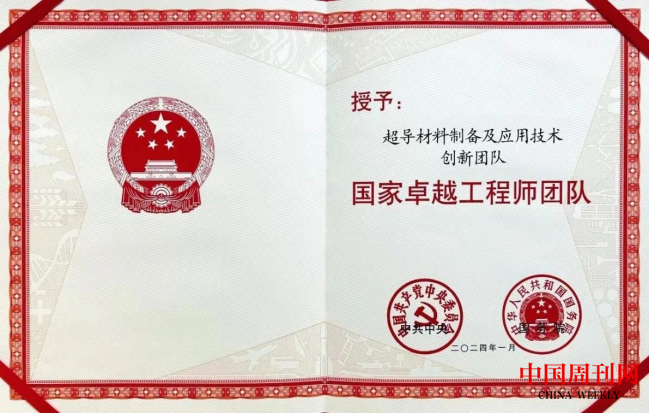 授予：
超导材料制备及应用技术
创新团队
国家卓越工程师团队
中国共产党中央委员会
中华人民共和国国务院
中共中央
国务院
二〇二四年一月
中国周刊网
CHINA WEEKLY